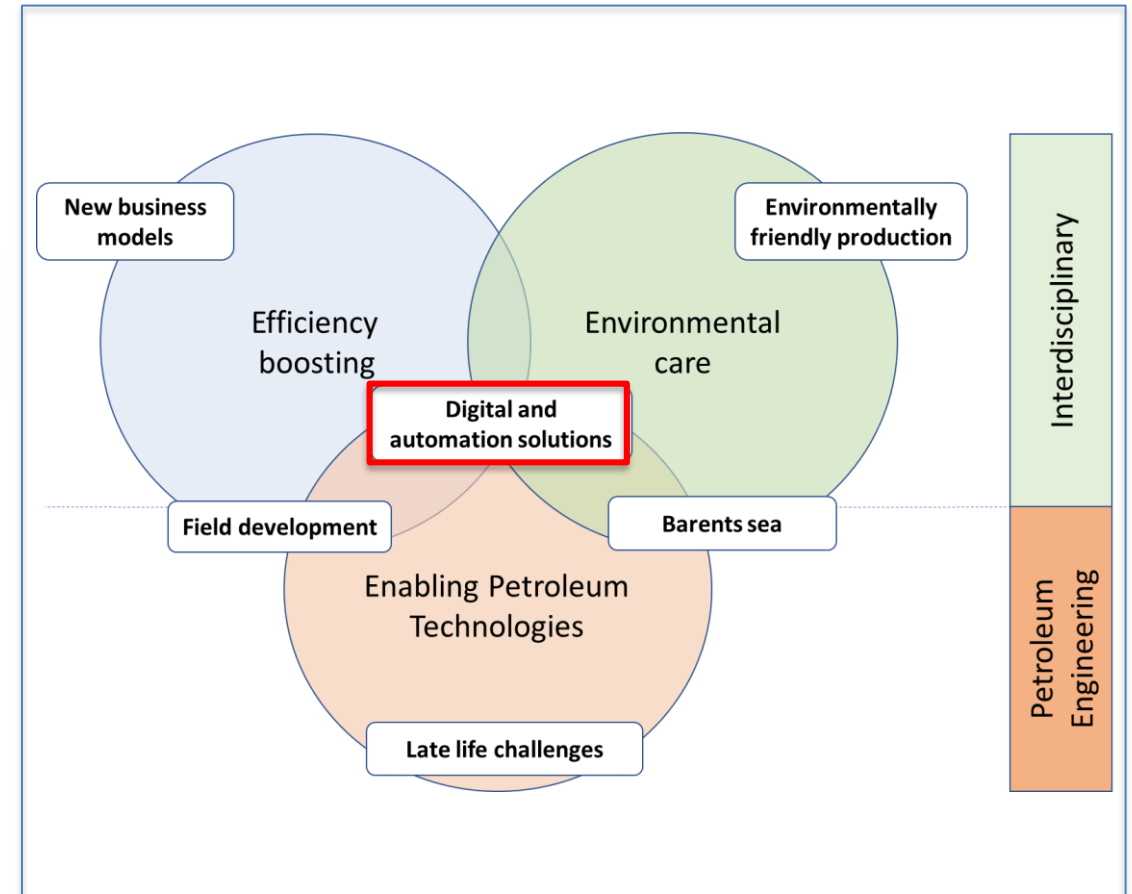 New business
models
Environmentally
friendly production
Efficiency
boosting
Environmental
care
Digital and
automation solutions
Field development
Barents sea
Enabling Petroleum
Technologies
Late life challenges
Interdisciplinary
Petroleum
Engineering